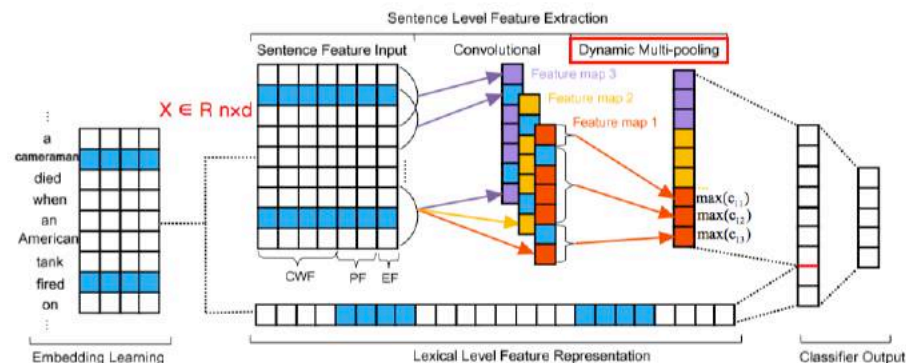 Sentence Level Feature Extraction
Sentence Feature Input
Convolutional
Dynamic Multi-pooling
X ∈ R nxd
Feature map 3
Feature map 2
Feature map 1
⋮
a
cameraman
died
when
an
American
tank
fired
on
⋮
...
max(c₁₁)
max(c₁₂)
max(c₁₃)
CWF
PF
EF
Embedding Learning
Lexical Level Feature Representation
Classifier Output